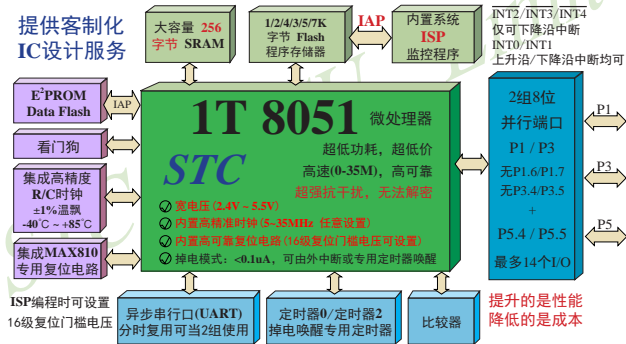 提供客制化
IC设计服务
大容量 256
字节 SRAM
1/2/4/3/5/7K
字节 Flash
程序存储器
IAP
内置系统
ISP
监控程序
INT2/INT3/INT4
仅可下降沿中断
INT0/INT1
上升沿/下降沿中断均可
E²PROM
Data Flash
IAP
看门狗
集成高精度
R/C时钟
±1%温飘
-40℃～+85℃
集成MAX810
专用复位电路
ISP编程时可设置
16级复位门槛电压
1T 8051 微处理器
超低功耗，超低价
STC
高速(0-35M)，高可靠
超强抗干扰，无法解密
宽电压(2.4V～5.5V)
内置高精准时钟(5~35MHz 任意设置)
内置高可靠复位电路(16级复位门槛电压可设置)
掉电模式：<0.1uA，可由外中断或专用定时器唤醒
2组8位
并行端口
P1 / P3
无P1.6/P1.7
无P3.4/P3.5
+
P5.4 / P5.5
最多14个I/O
P1
P3
P5
异步串行口(UART)
分时复用可当2组使用
定时器0/定时器2
掉电唤醒专用定时器
比较器
提升的是性能
降低的是成本